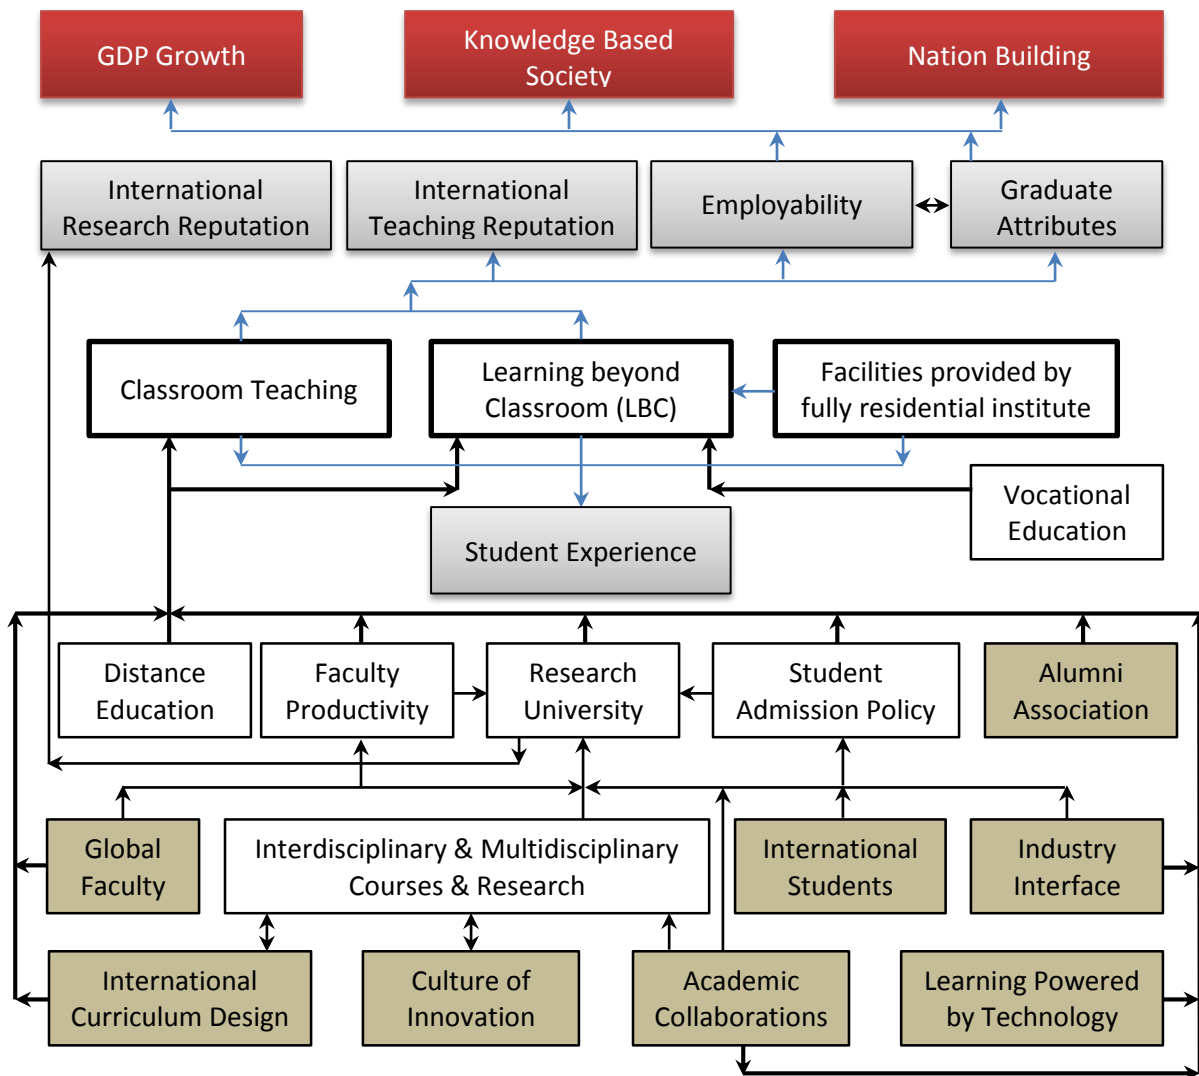 GDP Growth
Knowledge Based
Society
Nation Building
International
Research Reputation
International
Teaching Reputation
Employability
Graduate
Attributes
Classroom Teaching
Learning beyond
Classroom (LBC)
Facilities provided by
fully residential institute
Vocational
Education
Student Experience
Distance
Education
Faculty
Productivity
Research
University
Student
Admission Policy
Alumni
Association
Global
Faculty
Interdisciplinary & Multidisciplinary
Courses & Research
International
Students
Industry
Interface
International
Curriculum Design
Culture of
Innovation
Academic
Collaborations
Learning Powered
by Technology